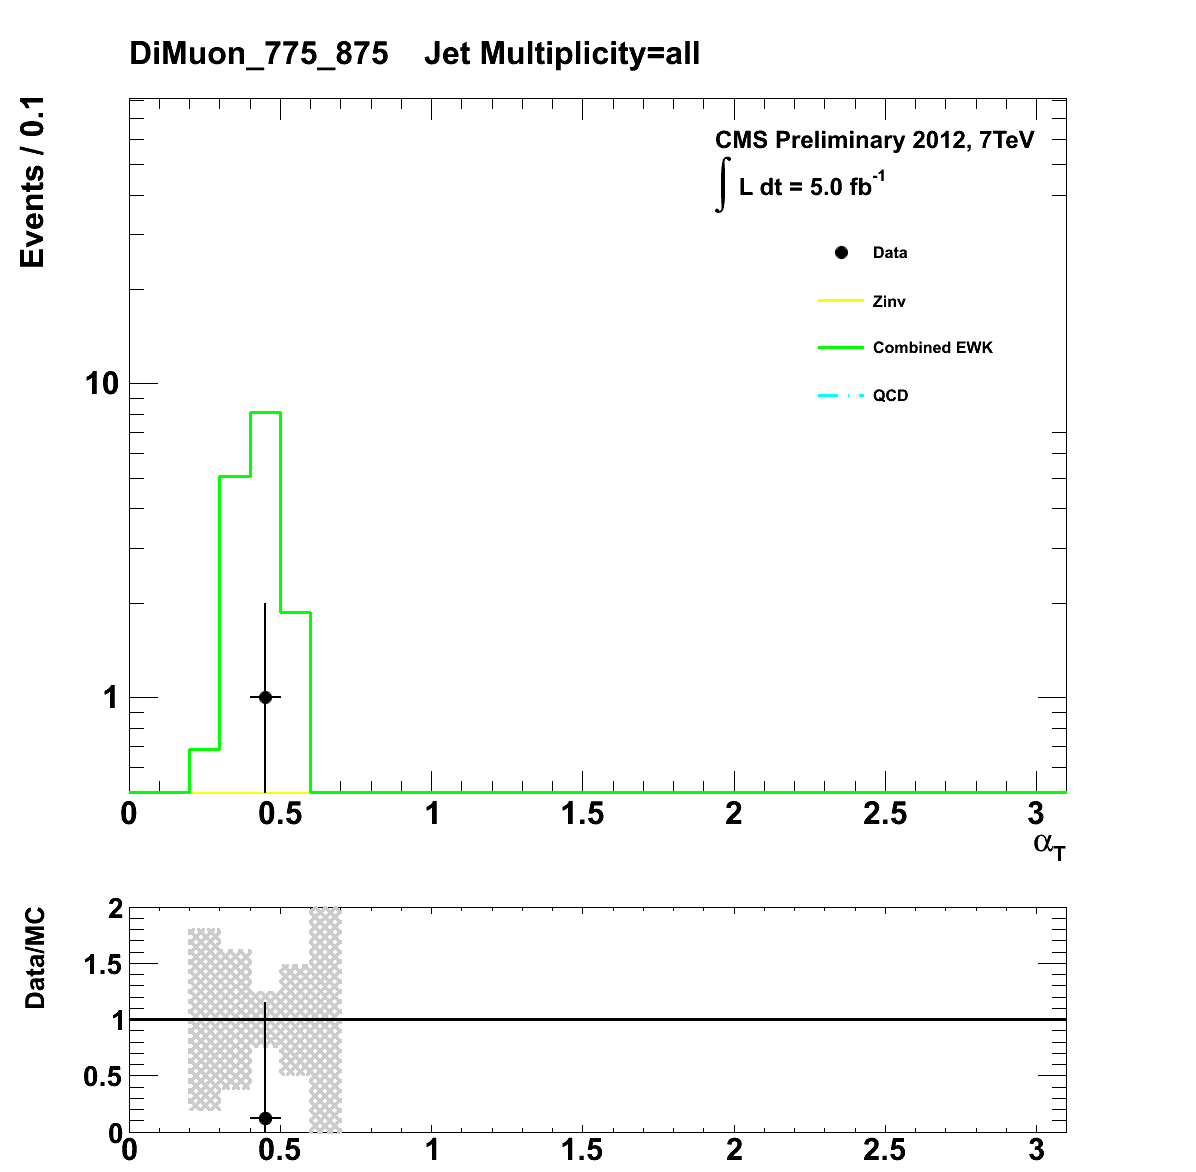 DiMuon_775_875    Jet Multiplicity=all
Events / 0.1
CMS Preliminary 2012, 7TeV
∫ L dt = 5.0 fb⁻¹
Data
Zinv
Combined EWK
QCD
10
1
0 0.5 1 1.5 2 2.5 3
α_T
Data/MC
2
1.5
1
0.5
0
0 0.5 1 1.5 2 2.5 3